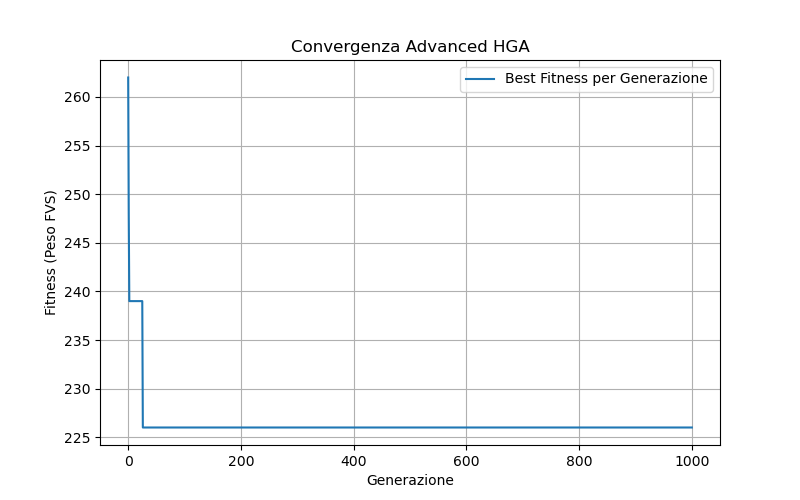 Convergenza Advanced HGA
Best Fitness per Generazione
Fitness (Peso FVS)
260
255
250
245
240
235
230
225
0 200 400 600 800 1000
Generazione